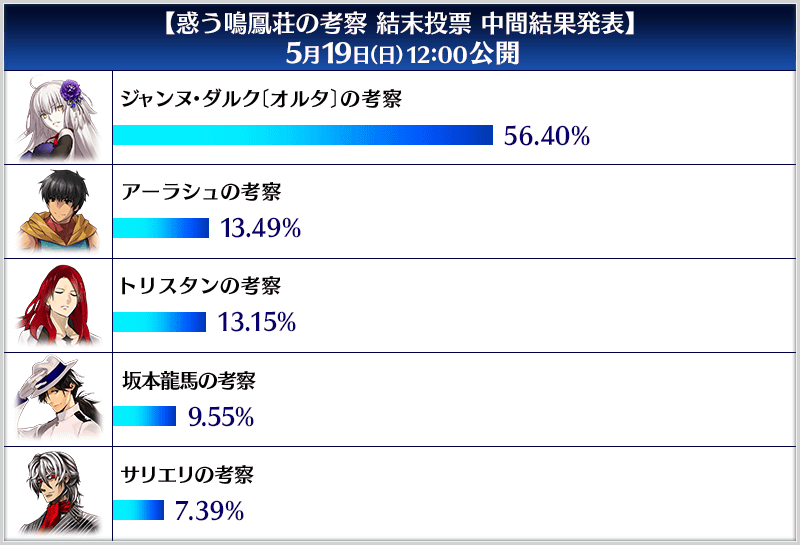 【惑う鳴鳳荘の考察 結末投票 中間結果発表】
5月19日(日)12:00公開
ジャンヌ・ダルク〔オルタ〕の考察
56.40%
アーラシュの考察
13.49%
トリスタンの考察
13.15%
坂本龍馬の考察
9.55%
サリエリの考察
7.39%